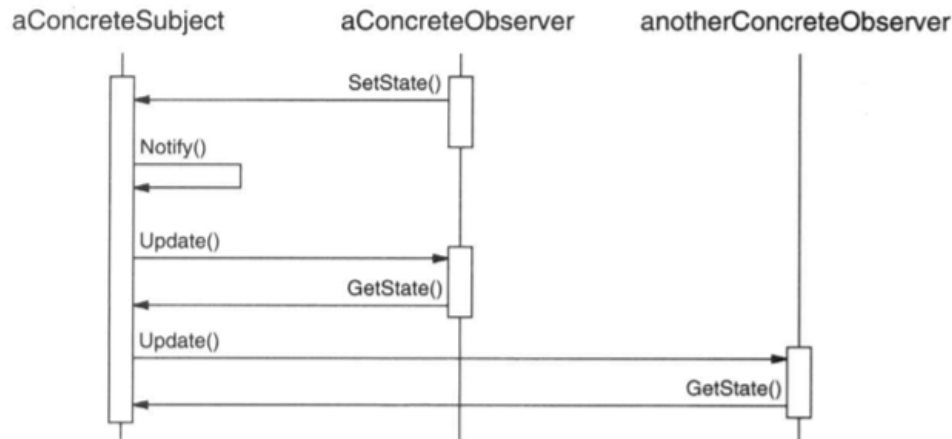 aConcreteSubject aConcreteObserver anotherConcreteObserver
SetState()
Notify()
Update()
GetState()
Update()
GetState()